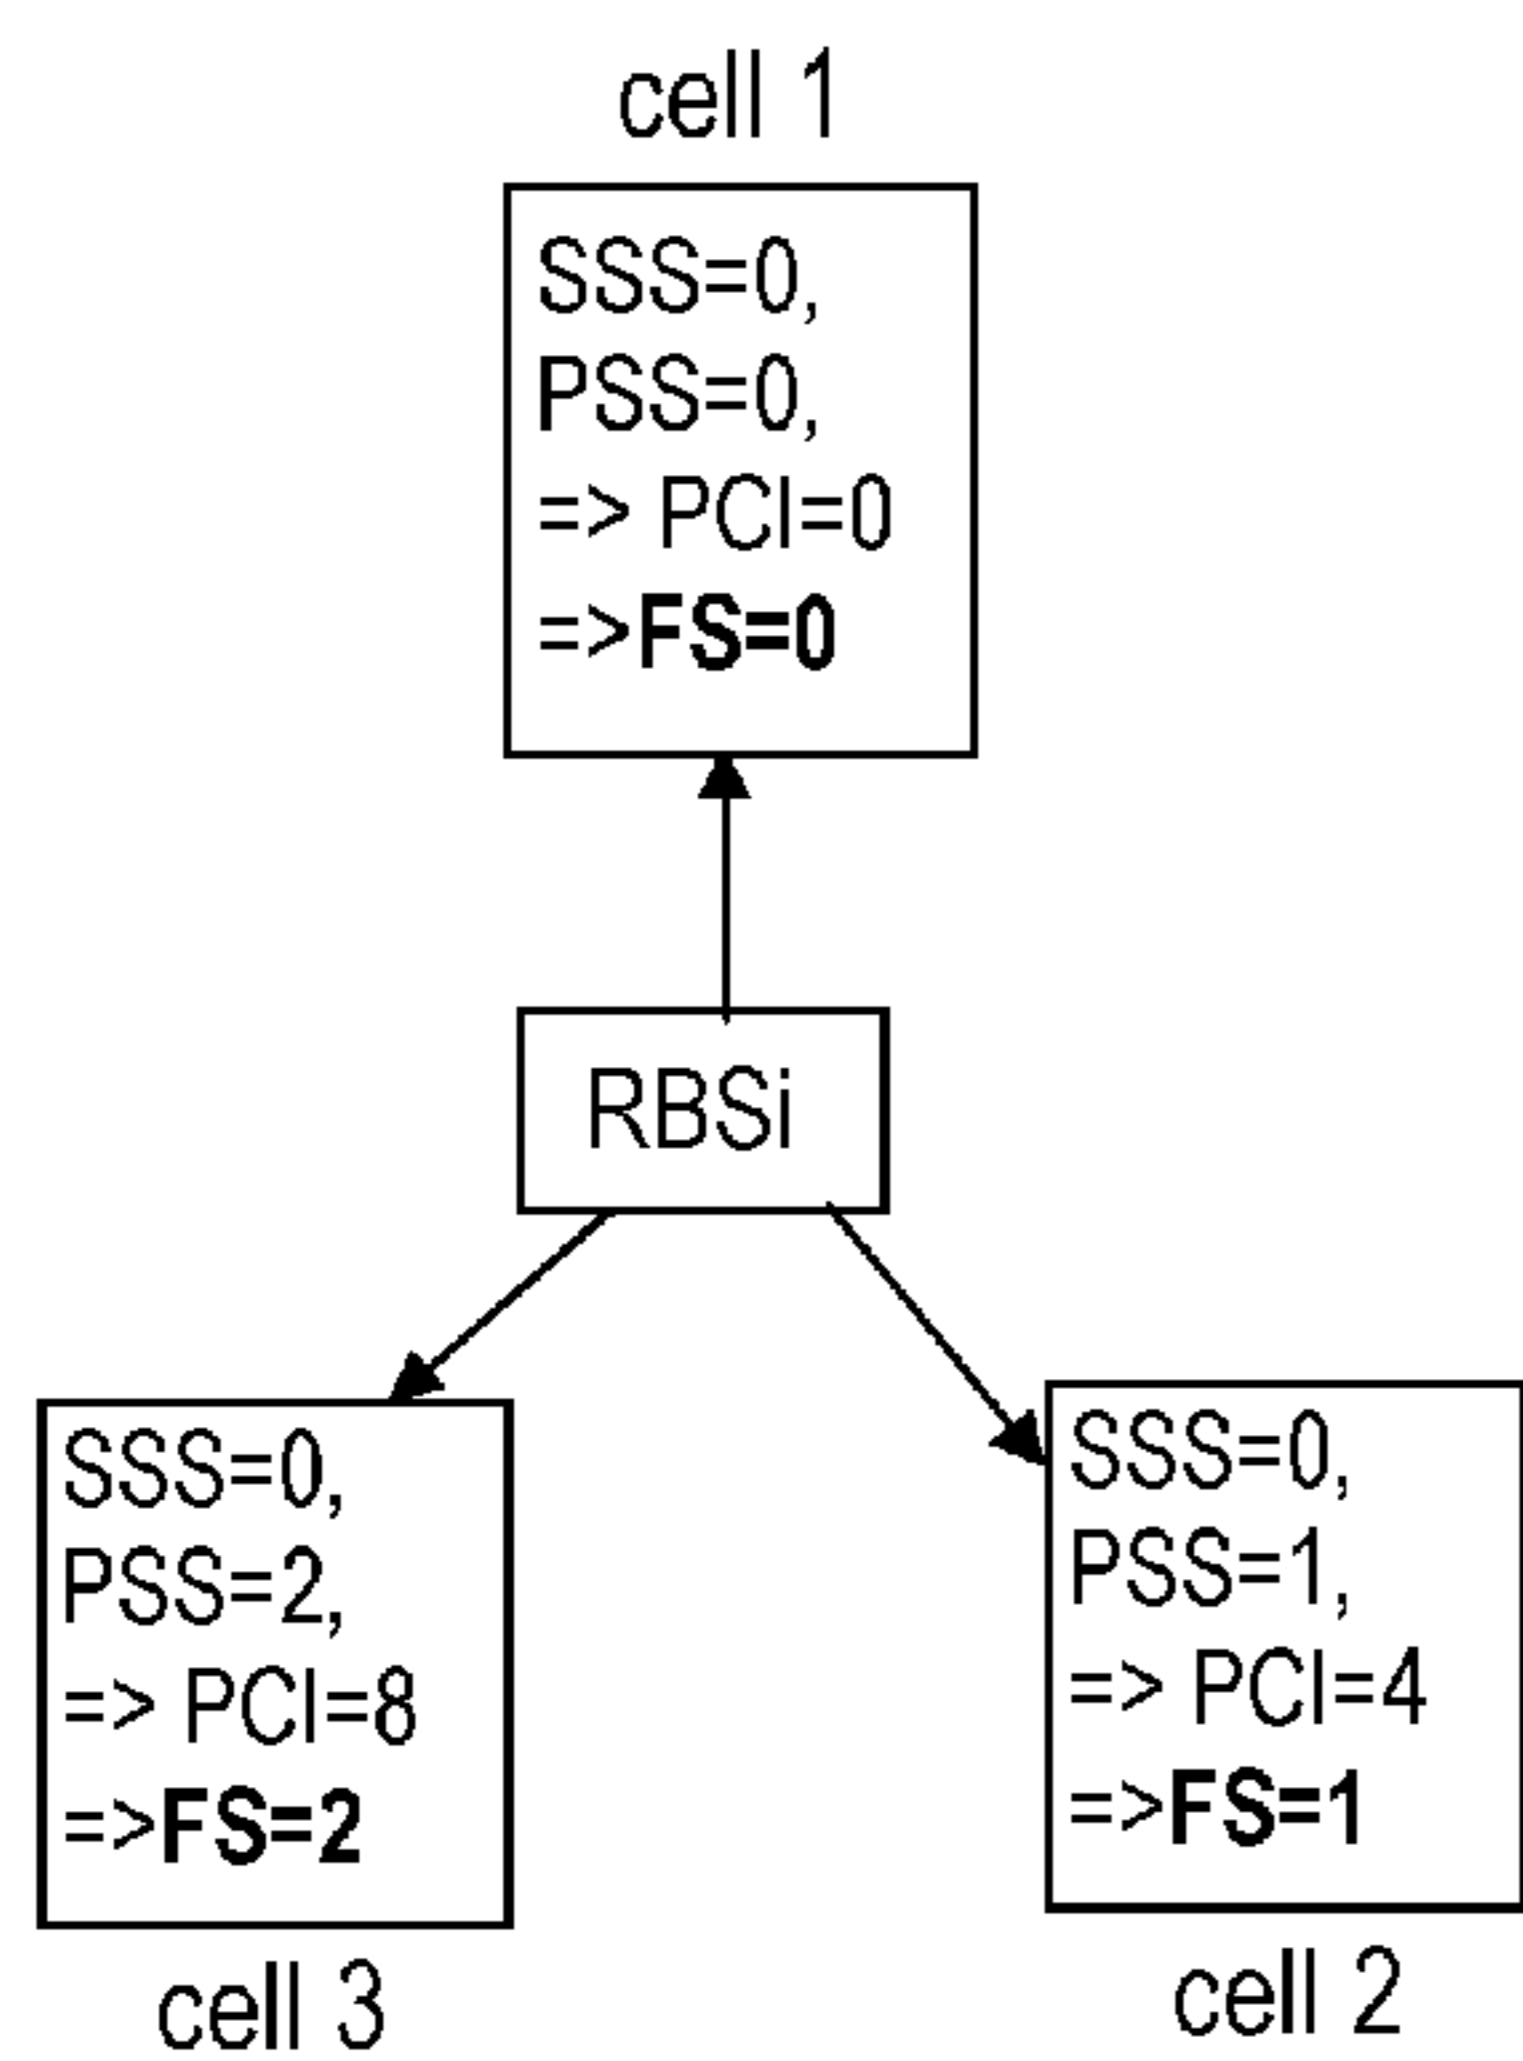 cell 1
SSS=0,
PSS=0,
=> PCI=0
=>FS=0
RBSi
SSS=0,
PSS=2,
=> PCI=8
=>FS=2
cell 3
SSS=0,
PSS=1,
=> PCI=4
=>FS=1
cell 2